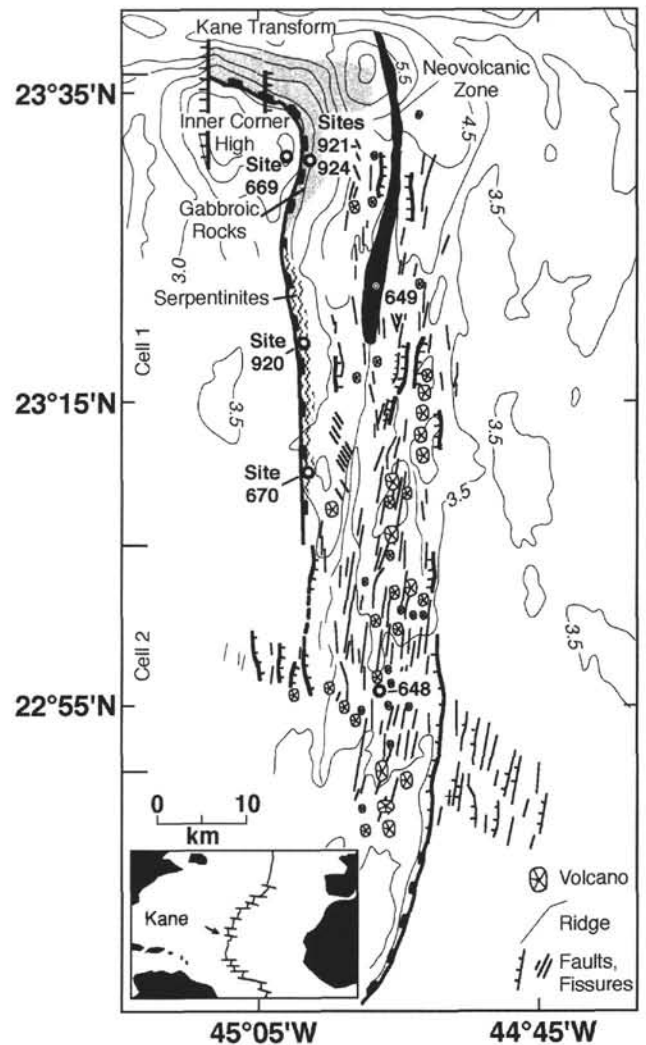 Kane Transform
23°35'N
5.5
Neovolcanic
Zone
4.5
Inner Corner
High
Sites
921-
924
Site
669
Gabbroic
Rocks
3.5
3.0
Serpentinites
649
Cell 1
Site
920
23°15'N
3.5
3.5
Site
670
3.5
Cell 2
22°55'N
648
0 10
km
Kane
Volcano
Ridge
Faults,
Fissures
45°05'W
44°45'W